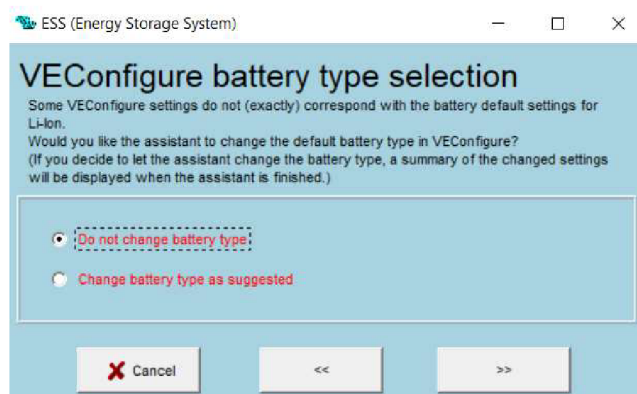 ESS (Energy Storage System)
VEConfigure battery type selection
Some VEConfigure settings do not (exactly) correspond with the battery default settings for
Li-Ion.
Would you like the assistant to change the default battery type in VEConfigure?
(If you decide to let the assistant change the battery type, a summary of the changed settings
will be displayed when the assistant is finished.)
Do not change battery type
Change battery type as suggested
Cancel << >>